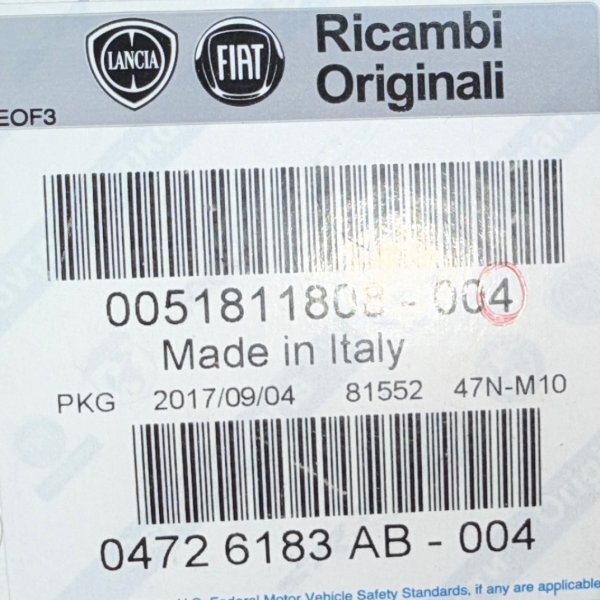 LANCIA FIAT Ricambi
Originali
EOF3
0051811808-004
Made in Italy
PKG 2017/09/04 81552 47N-M10
0472 6183 AB - 004
Federal Motor Vehicle Safety Standards, if any are applicable